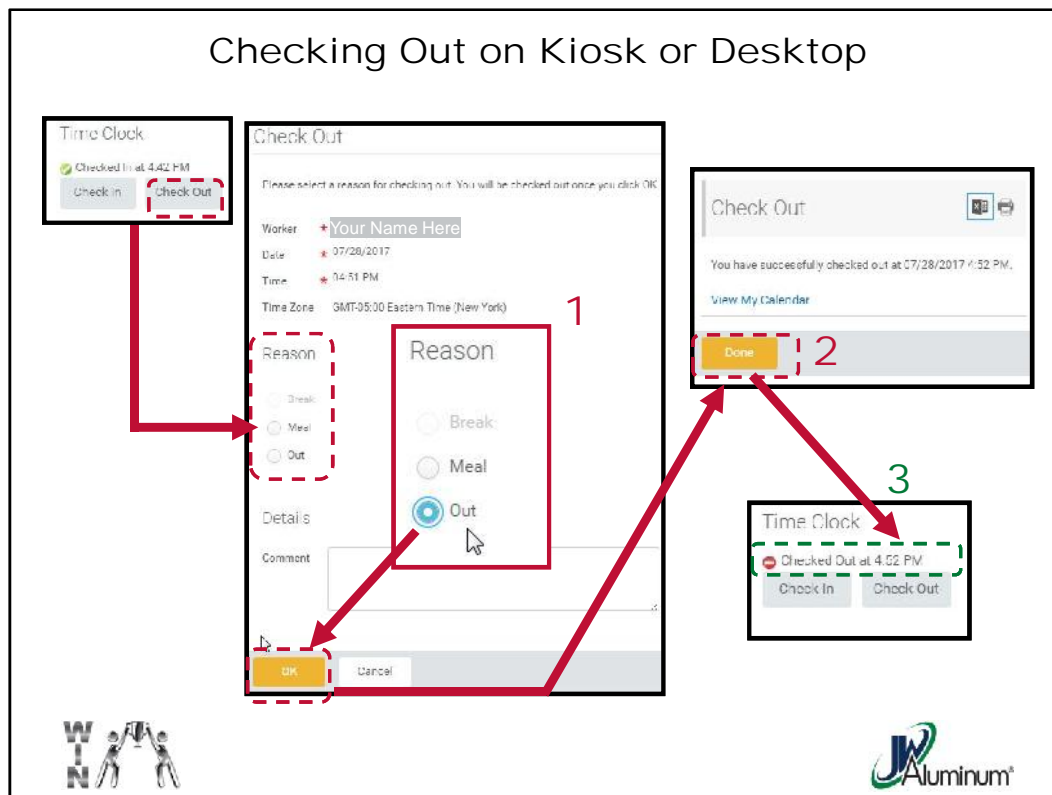 Checking Out on Kiosk or Desktop
Time Clock
Checked In at 4:42 PM
Check In Check Out
Check Out
Please select a reason for checking out. You will be checked out once you click OK
Worker * Your Name Here
Date * 07/28/2017
Time * 04:51 PM
Time Zone GMT-05:00 Eastern Time (New York)
Reason
Break
Meal
Out
1
Reason
Break
Meal
Out
Details
Comment
OK Cancel
Check Out
You have successfully checked out at 07/28/2017 4:52 PM.
View My Calendar
Done
2
3
Time Clock
Checked Out at 4:52 PM
Check In Check Out
WIN
JW Aluminum®